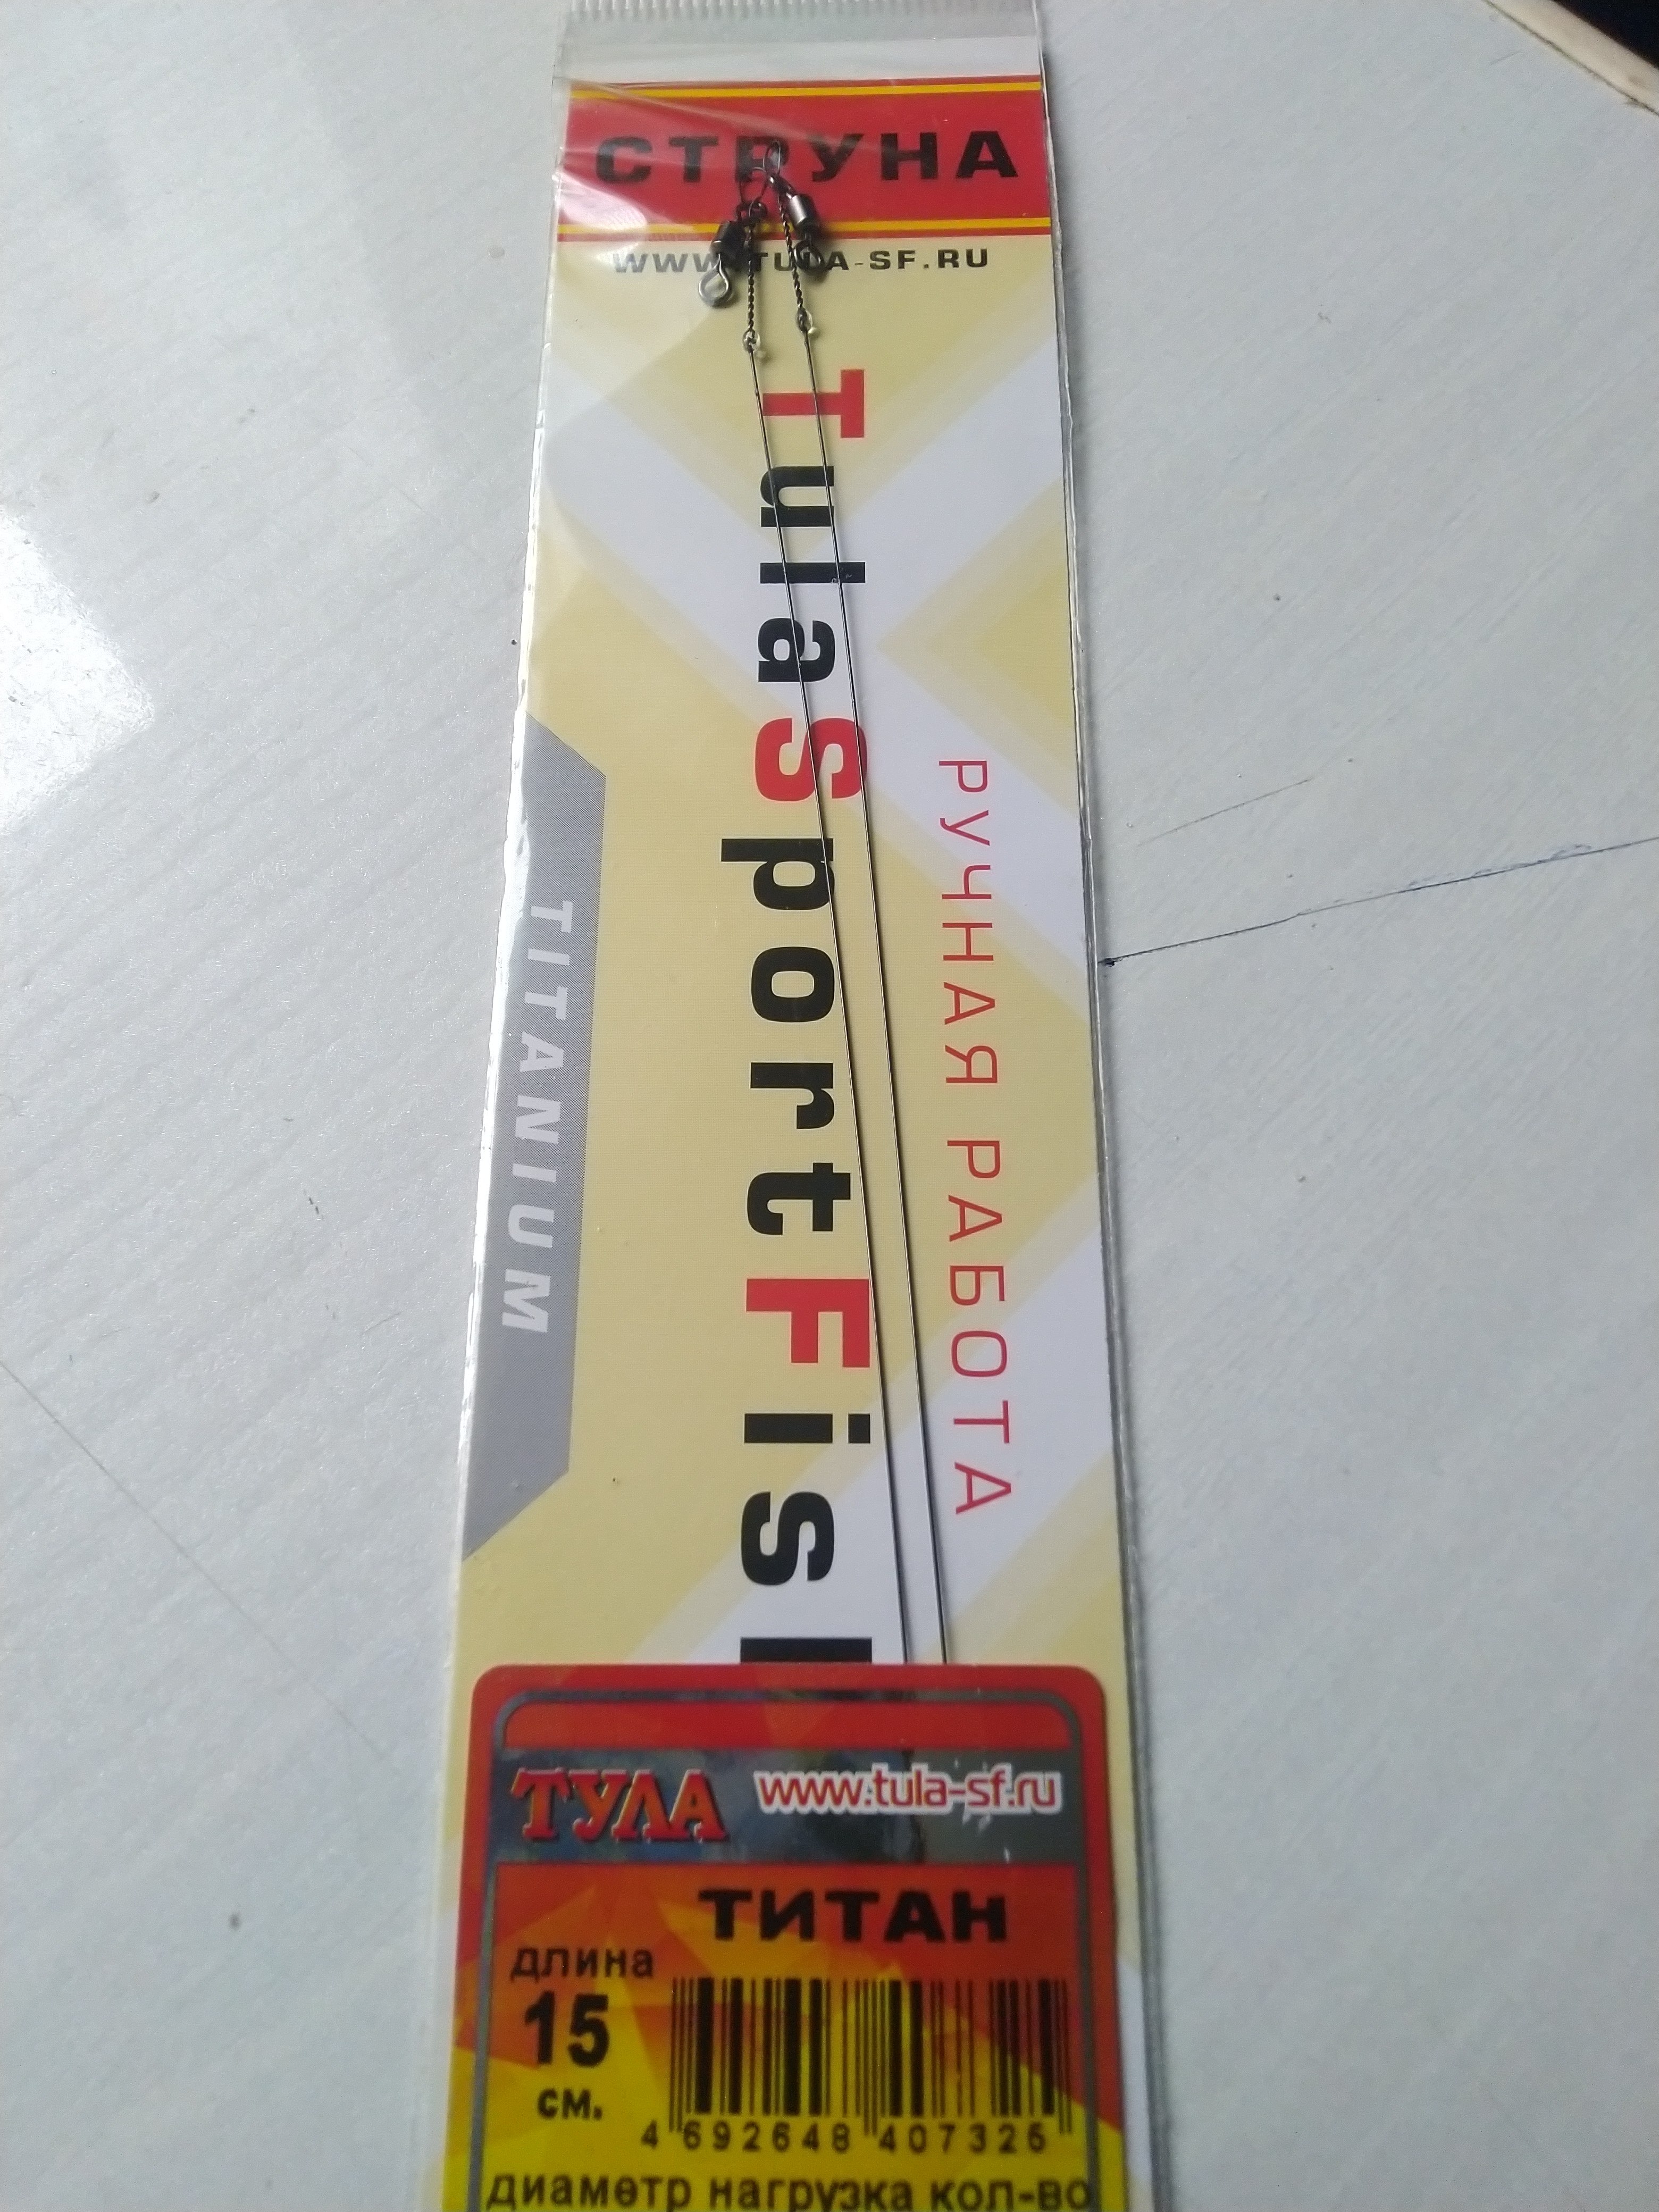 СТРУНА
WWW.TULA-SF.RU
TulaSportFis
РУЧНАЯ РАБОТА
TITANIUM
ТУЛА www.tula-sf.ru
ТИТАН
длина
15
см.
4 692648 407325
диаметр нагрузка кол-во